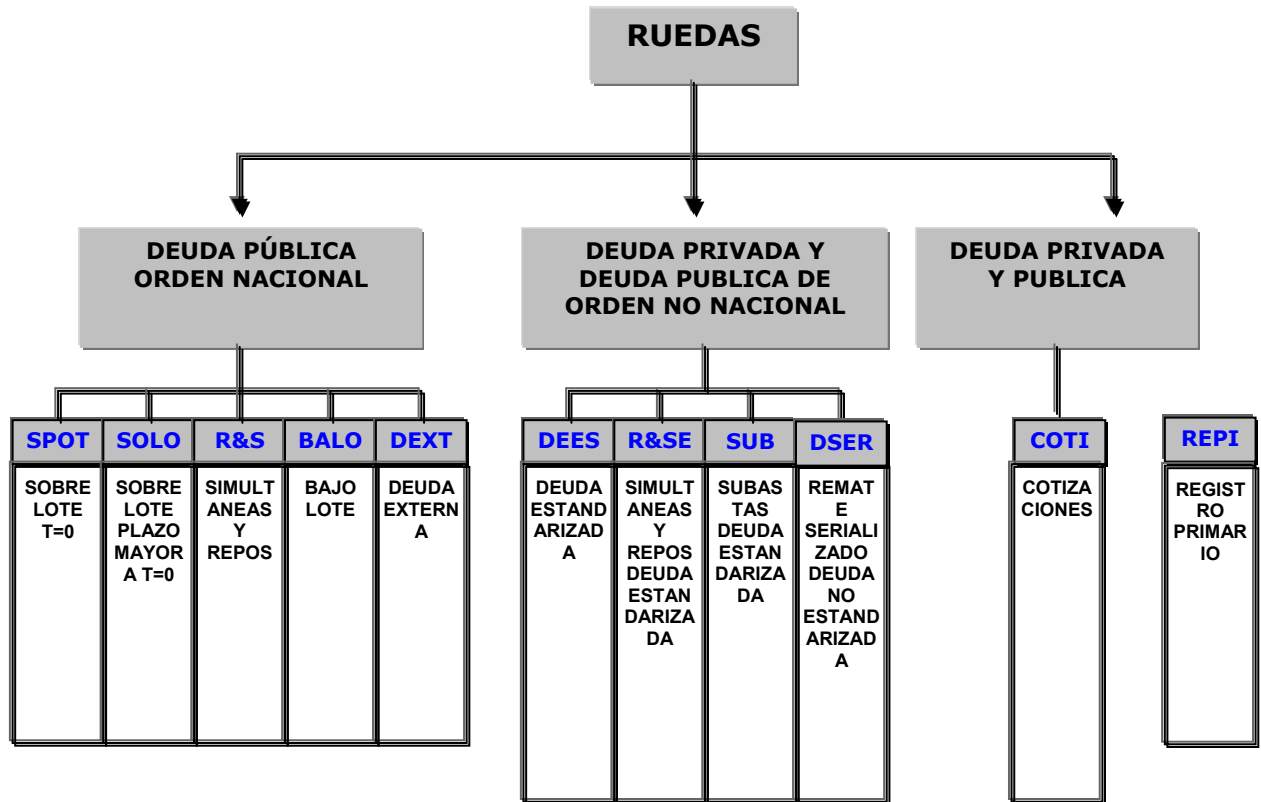 RUEDAS
DEUDA PÚBLICA
ORDEN NACIONAL
DEUDA PRIVADA Y
DEUDA PUBLICA DE
ORDEN NO NACIONAL
DEUDA PRIVADA
Y PUBLICA
SPOT
SOBRE
LOTE
T=0
SOLO
SOBRE
LOTE
PLAZO
MAYOR
A T=0
R&S
SIMULT
ANEAS
Y
REPOS
BALO
BAJO
LOTE
DEXT
DEUDA
EXTERN
A
DEES
DEUDA
ESTAND
ARIZAD
A
R&SE
SIMULT
ANEAS
Y
REPOS
DEUDA
ESTAN
DARIZA
DA
SUB
SUBAS
TAS
DEUDA
ESTAN
DARIZA
DA
DSER
REMAT
E
SERIALI
ZADO
DEUDA
NO
ESTAND
ARIZAD
A
COTI
COTIZA
CIONES
REPI
REGIST
RO
PRIMAR
IO